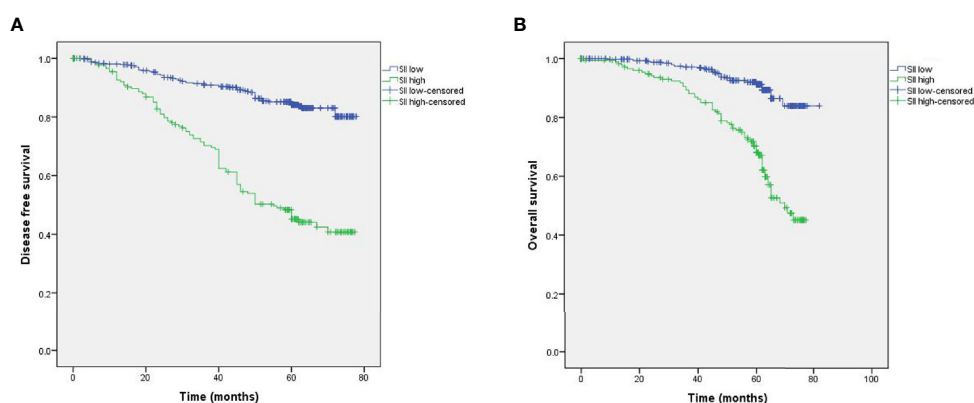 A
Disease free survival
1.0
0.8
0.6
0.4
0.2
0.0
0
20
40
60
80
Time (months)
SII low
SII high
SII low-censored
SII high-censored
B
Overall survival
1.0
0.8
0.6
0.4
0.2
0.0
0
20
40
60
80
100
Time (months)
SII low
SII high
SII low-censored
SII high-censored